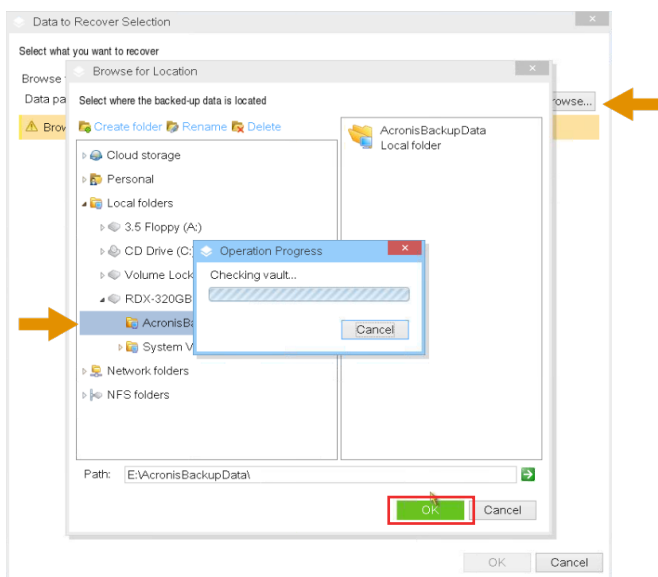 Data to Recover Selection
Select what you want to recover
Browse
Browse for Location
Data pa
Select where the backed-up data is located
rowse...
Brow
Create folder Rename Delete
AcronisBackupData
Local folder
Cloud storage
Personal
Local folders
3.5 Floppy (A:)
CD Drive (C:
Operation Progress
Volume Lock
Checking vault...
RDX-320GB
AcronisBa
Cancel
System V
Network folders
NFS folders
Path: E:\AcronisBackupData\
OK Cancel
OK Cancel